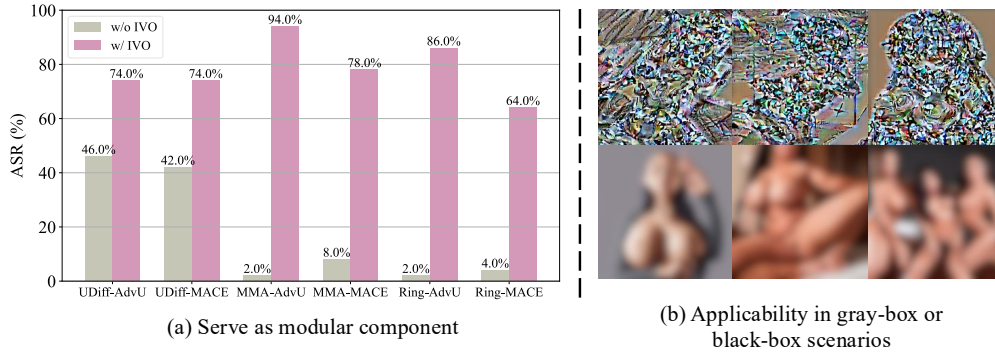 100
80
60
40
20
0
ASR (%)
w/o IVO
w/ IVO
46.0%
74.0%
42.0%
74.0%
2.0%
94.0%
8.0%
78.0%
2.0%
86.0%
4.0%
64.0%
UDiff-AdvU
UDiff-MACE
MMA-AdvU
MMA-MACE
Ring-AdvU
Ring-MACE
(a) Serve as modular component
(b) Applicability in gray-box or
black-box scenarios